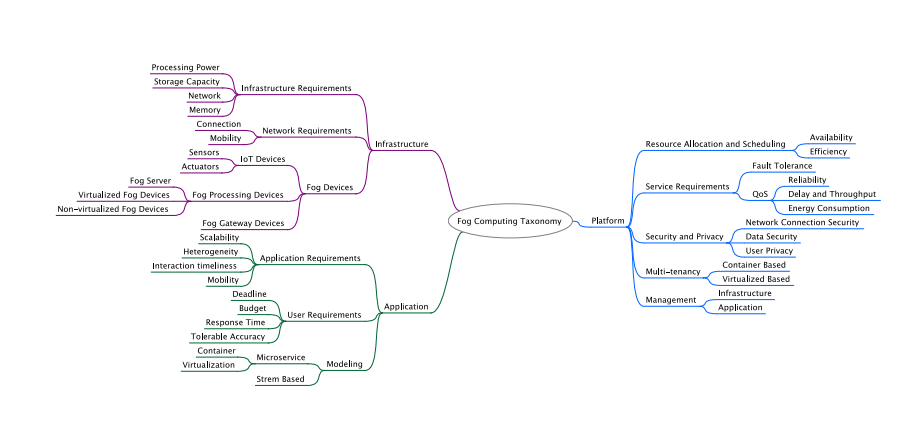 Processing Power
Storage Capacity
Network
Memory
Infrastructure Requirements
Connection
Mobility
Network Requirements
Infrastructure
Sensors
Actuators
IoT Devices
Fog Server
Virtualized Fog Devices
Non-virtualized Fog Devices
Fog Processing Devices
Fog Devices
Fog Gateway Devices
Scalability
Heterogeneity
Interaction timeliness
Mobility
Application Requirements
Deadline
Budget
Response Time
Tolerable Accuracy
User Requirements
Application
Container
Virtualization
Microservice
Modeling
Strem Based
Fog Computing Taxonomy
Platform
Resource Allocation and Scheduling
Availability
Efficiency
Service Requirements
Fault Tolerance
QoS
Reliability
Delay and Throughput
Energy Consumption
Security and Privacy
Network Connection Security
Data Security
User Privacy
Multi-tenancy
Container Based
Virtualized Based
Management
Infrastructure
Application